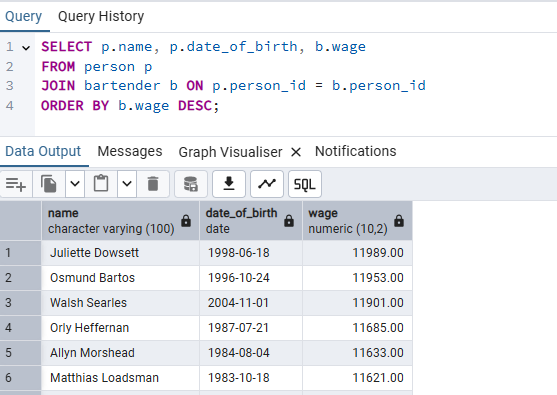 Query Query History
1 SELECT p.name, p.date_of_birth, b.wage
2 FROM person p
3 JOIN bartender b ON p.person_id = b.person_id
4 ORDER BY b.wage DESC;
Data Output Messages Graph Visualiser Notifications
SQL
name date_of_birth wage
character varying (100) date numeric (10,2)
1 Juliette Dowsett 1998-06-18 11989.00
2 Osmund Bartos 1996-10-24 11953.00
3 Walsh Searles 2004-11-01 11901.00
4 Orly Heffernan 1987-07-21 11685.00
5 Allyn Morshead 1984-08-04 11633.00
6 Matthias Loadsman 1983-10-18 11621.00